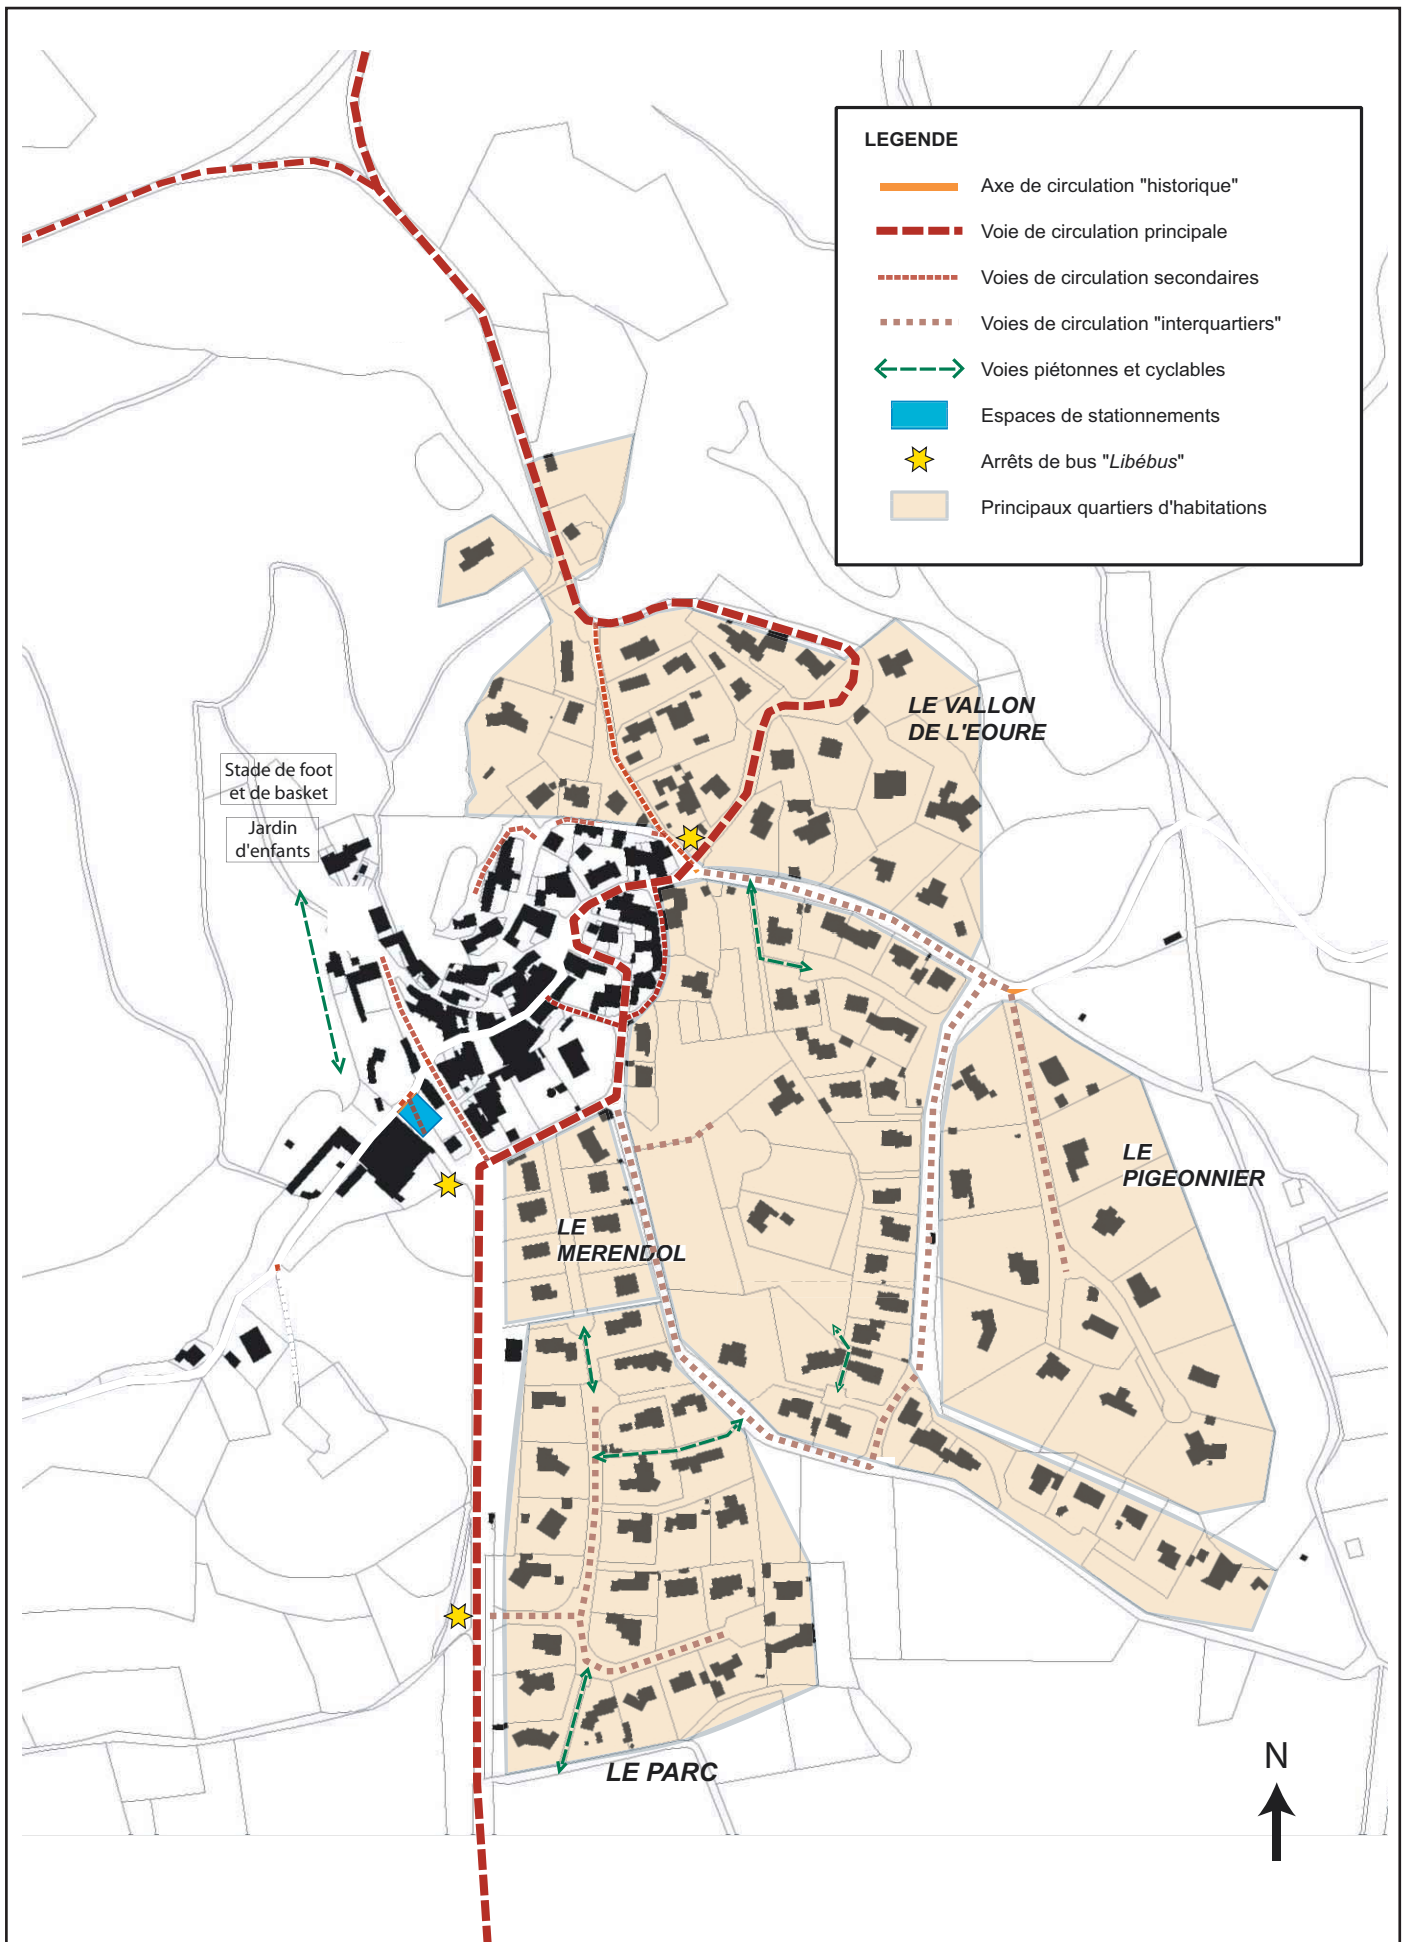 LEGENDE
Axe de circulation "historique"
Voie de circulation principale
Voies de circulation secondaires
Voies de circulation "interquartiers"
Voies piétonnes et cyclables
Espaces de stationnements
Arrêts de bus "Libébus"
Principaux quartiers d'habitations
LE VALLON
DE L'EOURE
Stade de foot
et de basket
Jardin
d'enfants
LE
PIGEONNIER
LE
MERENDOL
LE PARC
N